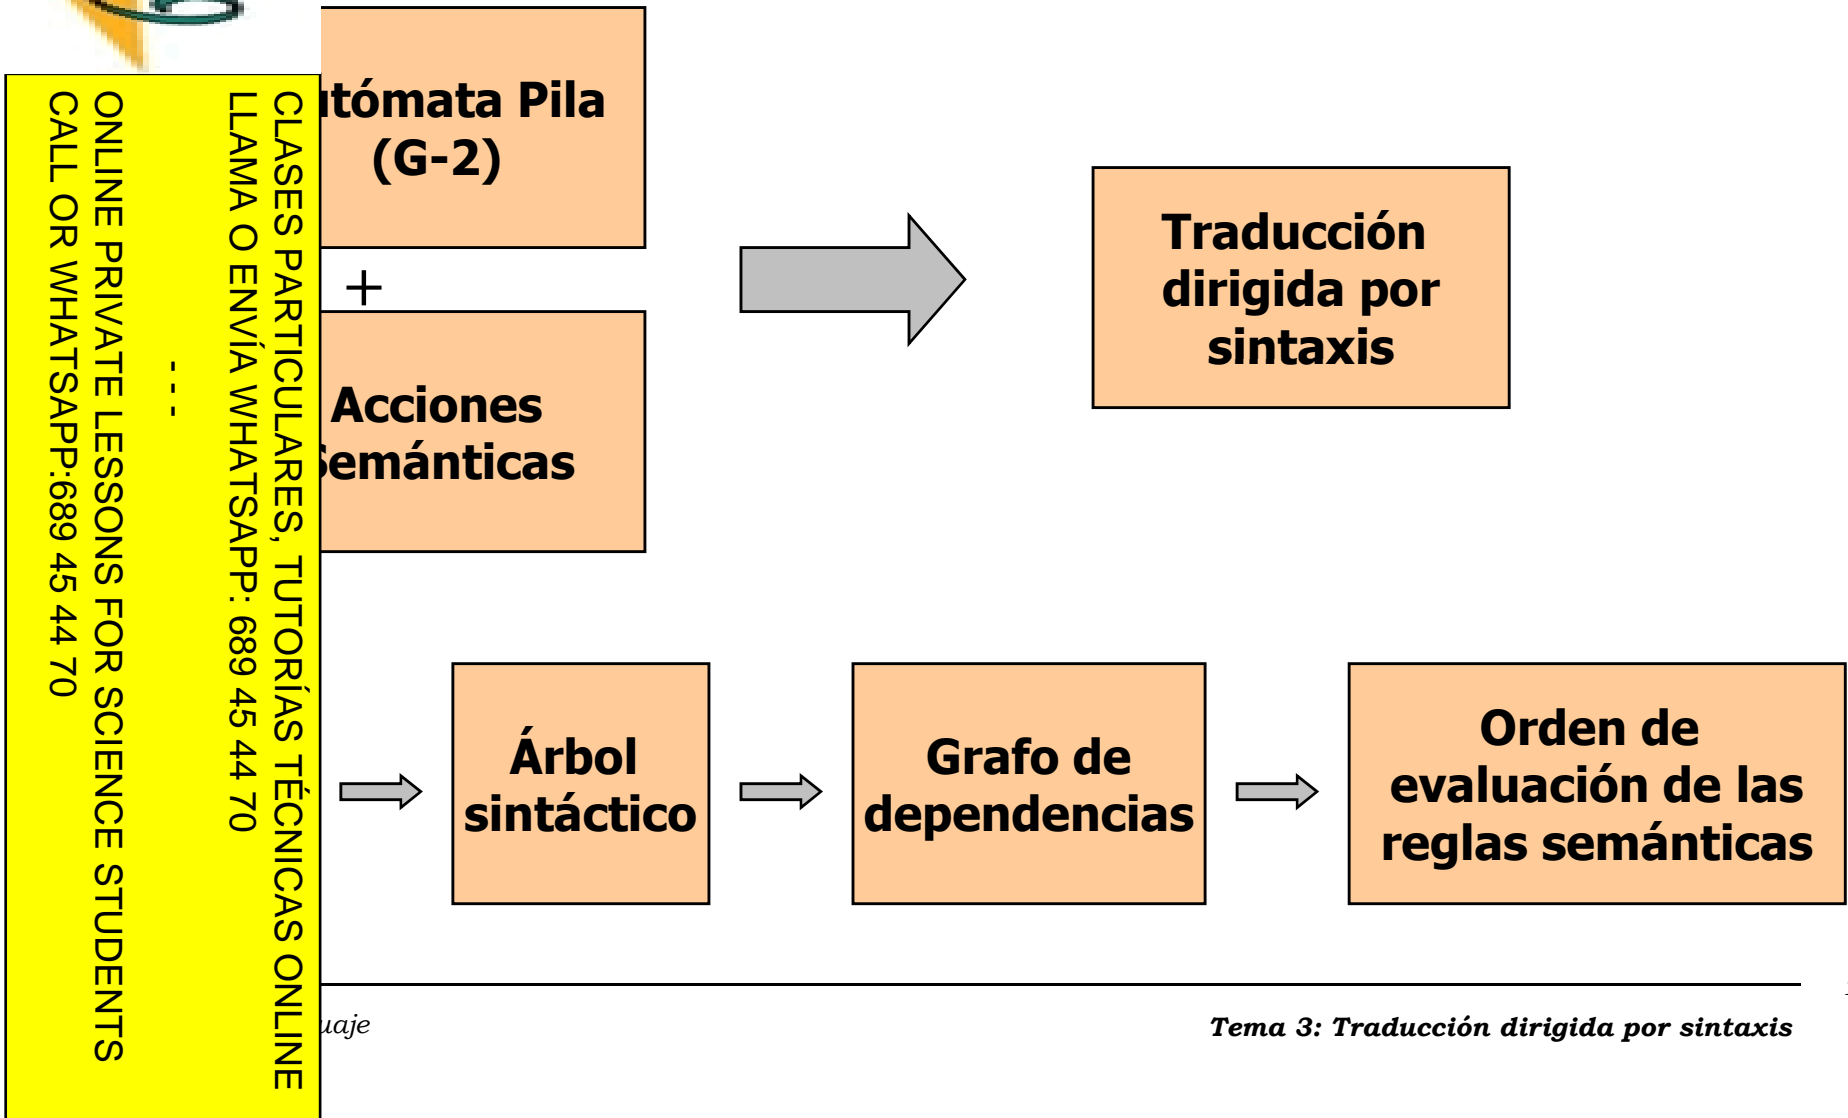 CLASES PARTICULARES, TUTORÍAS TÉCNICAS ONLINE
LLAMA O ENVÍA WHATSAPP: 689 45 44 70
- - -
ONLINE PRIVATE LESSONS FOR SCIENCE STUDENTS
CALL OR WHATSAPP:689 45 44 70
utómata Pila
(G-2)
+
Acciones
Semánticas
Traducción
dirigida por
sintaxis
Árbol
sintáctico
Grafo de
dependencias
Orden de
evaluación de las
reglas semánticas
uaje
Tema 3: Traducción dirigida por sintaxis